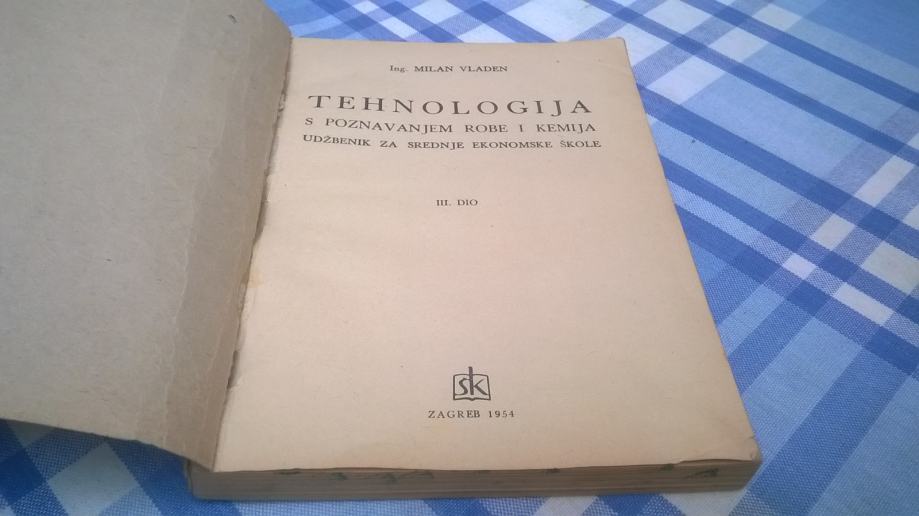 Ing. MILAN VLADEN
TEHNOLOGIJA
S POZNAVANJEM ROBE I KEMIJA
UDŽBENIK ZA SREDNJE EKONOMSKE ŠKOLE
III. DIO
sk
ZAGREB 1954